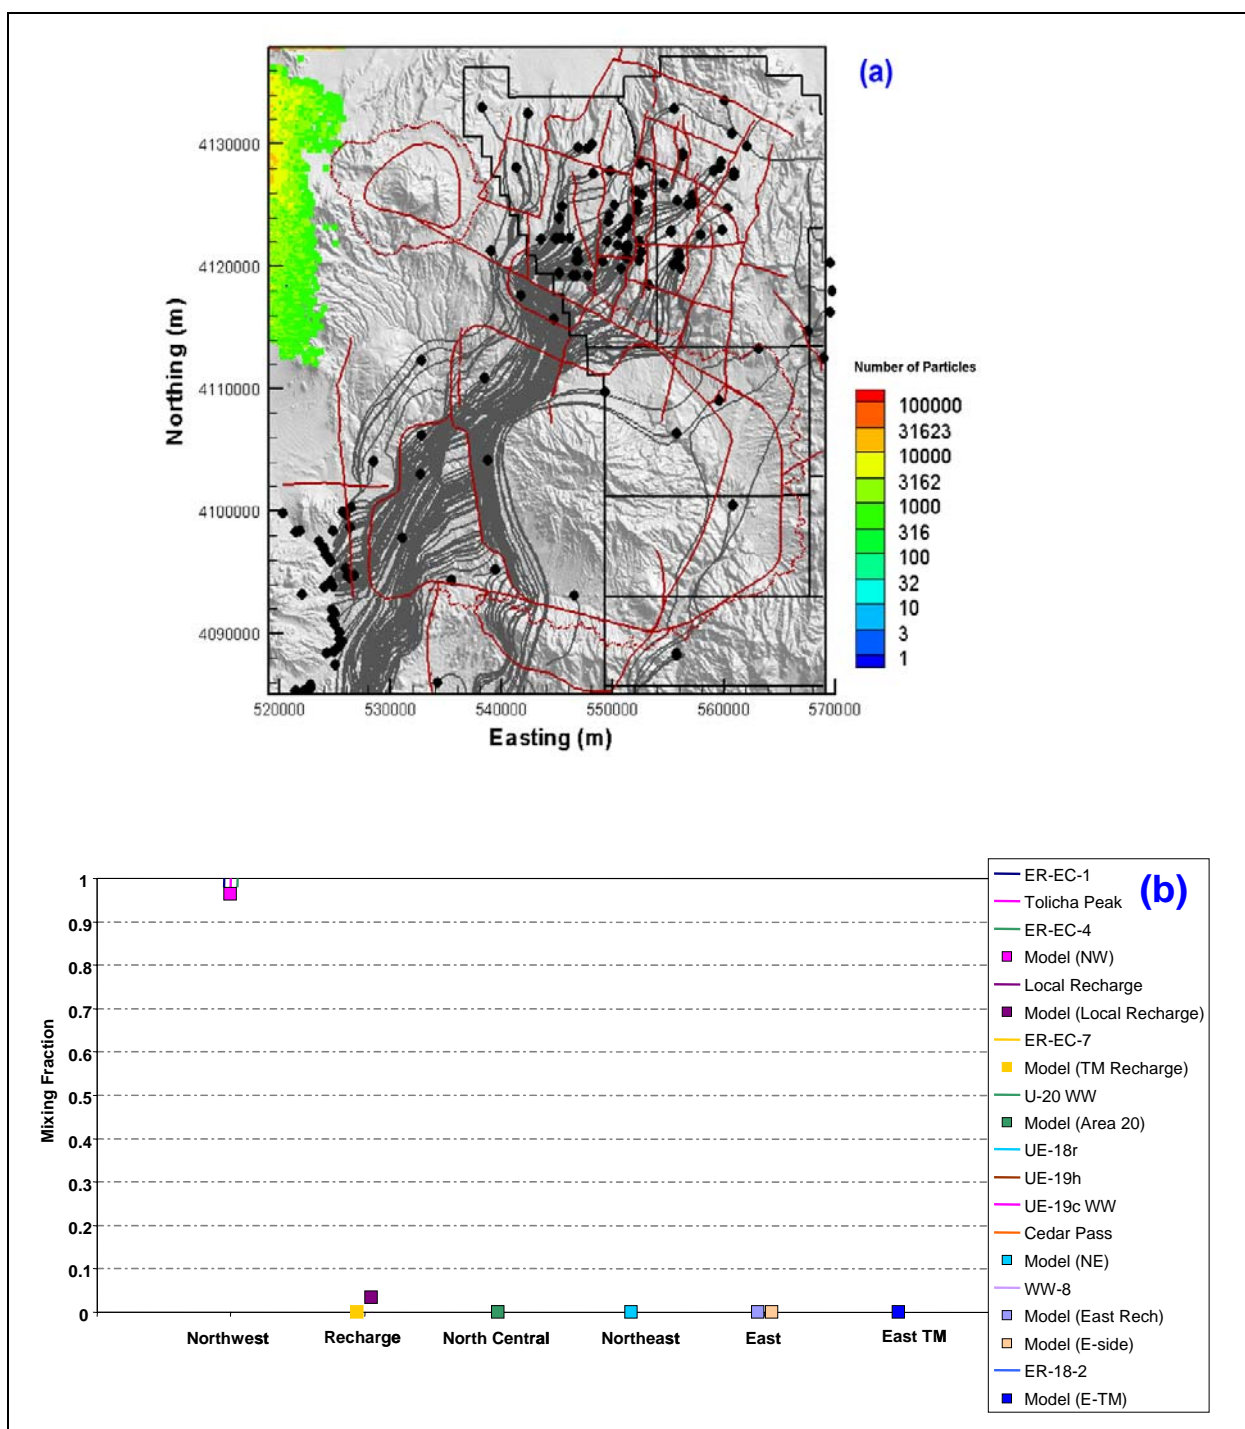 (a)
4130000
4120000
4110000
4100000
4090000
Northing (m)
520000 530000 540000 550000 560000 570000
Easting (m)
Number of Particles
100000
31623
10000
3162
1000
316
100
32
10
3
1
(b)
1
0.9
0.8
0.7
0.6
0.5
0.4
0.3
0.2
0.1
0
Mixing Fraction
Northwest Recharge North Central Northeast East East TM
ER-EC-1
Tolicha Peak
ER-EC-4
Model (NW)
Local Recharge
Model (Local Recharge)
ER-EC-7
Model (TM Recharge)
U-20 WW
Model (Area 20)
UE-18r
UE-19h
UE-19c WW
Cedar Pass
Model (NE)
WW-8
Model (East Rech)
Model (E-side)
ER-18-2
Model (E-TM)